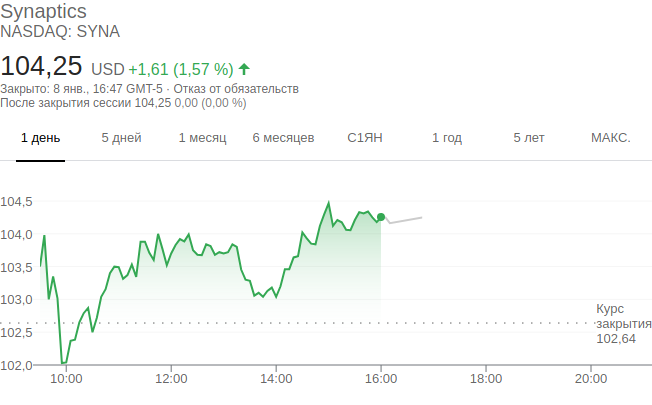 Synaptics
NASDAQ: SYNA
104,25 USD +1,61 (1,57 %)
Закрыто: 8 янв., 16:47 GMT-5 · Отказ от обязательств
После закрытия сессии 104,25 0,00 (0,00 %)
1 день 5 дней 1 месяц 6 месяцев С1ЯН 1 год 5 лет МАКС.
104,5
104,0
103,5
103,0
102,5
102,0
Курс
закрытия
102,64
10:00 12:00 14:00 16:00 18:00 20:00